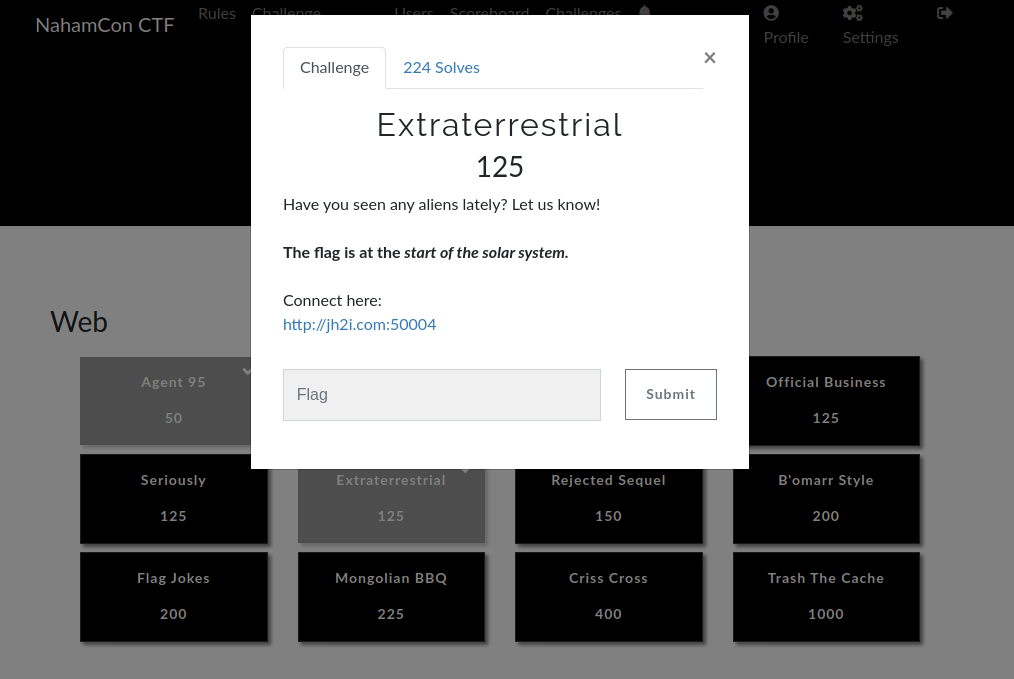 NahamCon CTF
Rules
Challenge
Users
Scoreboard
Challenges
Profile
Settings
Challenge
224 Solves
×
Extraterrestrial
125
Have you seen any aliens lately? Let us know!
The flag is at the start of the solar system.
Connect here:
http://jh2i.com:50004
Flag
Submit
Web
Agent 95
50
Official Business
125
Seriously
125
Extraterrestrial
125
Rejected Sequel
150
B'omarr Style
200
Flag Jokes
200
Mongolian BBQ
225
Criss Cross
400
Trash The Cache
1000